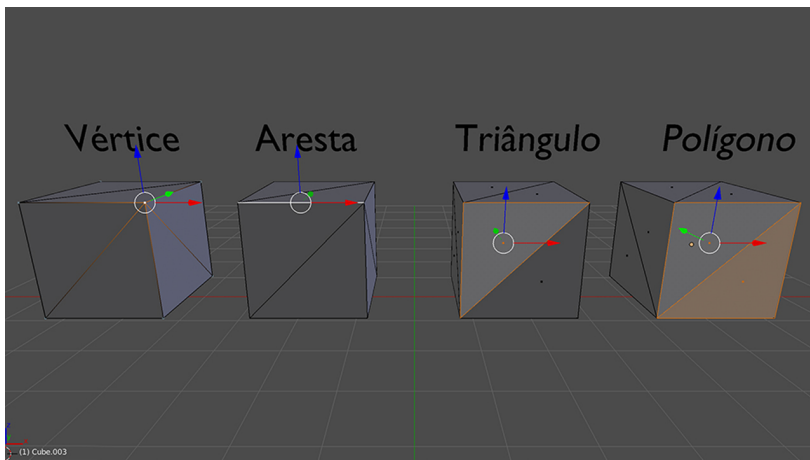 Vértice
Aresta
Triângulo
Polígono
(1) Cube.003